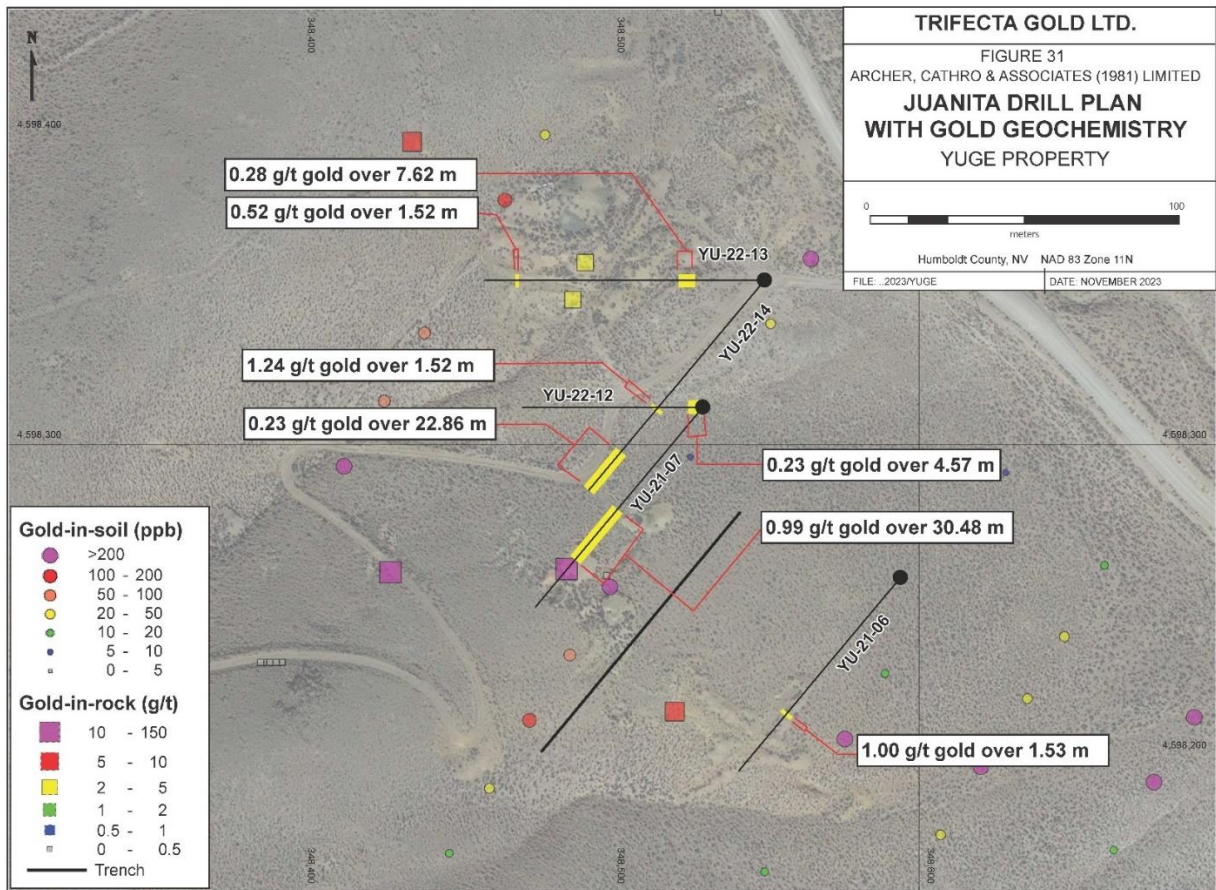 TRIFECTA GOLD LTD.
FIGURE 31
ARCHER, CATHRO & ASSOCIATES (1981) LIMITED
JUANITA DRILL PLAN
WITH GOLD GEOCHEMISTRY
YUGE PROPERTY
0 100
meters
Humboldt County, NV NAD 83 Zone 11N
FILE: ..2023/YUGE DATE: NOVEMBER 2023
N
348,400
348,500
4,598,400
0.28 g/t gold over 7.62 m
0.52 g/t gold over 1.52 m
YU-22-13
YU-22-14
1.24 g/t gold over 1.52 m
YU-22-12
0.23 g/t gold over 22.86 m
4,598,300
4,598,300
0.23 g/t gold over 4.57 m
YU-21-07
0.99 g/t gold over 30.48 m
YU-21-06
1.00 g/t gold over 1.53 m
4,598,200
Gold-in-soil (ppb)
>200
100 - 200
50 - 100
20 - 50
10 - 20
5 - 10
0 - 5
Gold-in-rock (g/t)
10 - 150
5 - 10
2 - 5
1 - 2
0.5 - 1
0 - 0.5
Trench
348,400
348,500
348,600